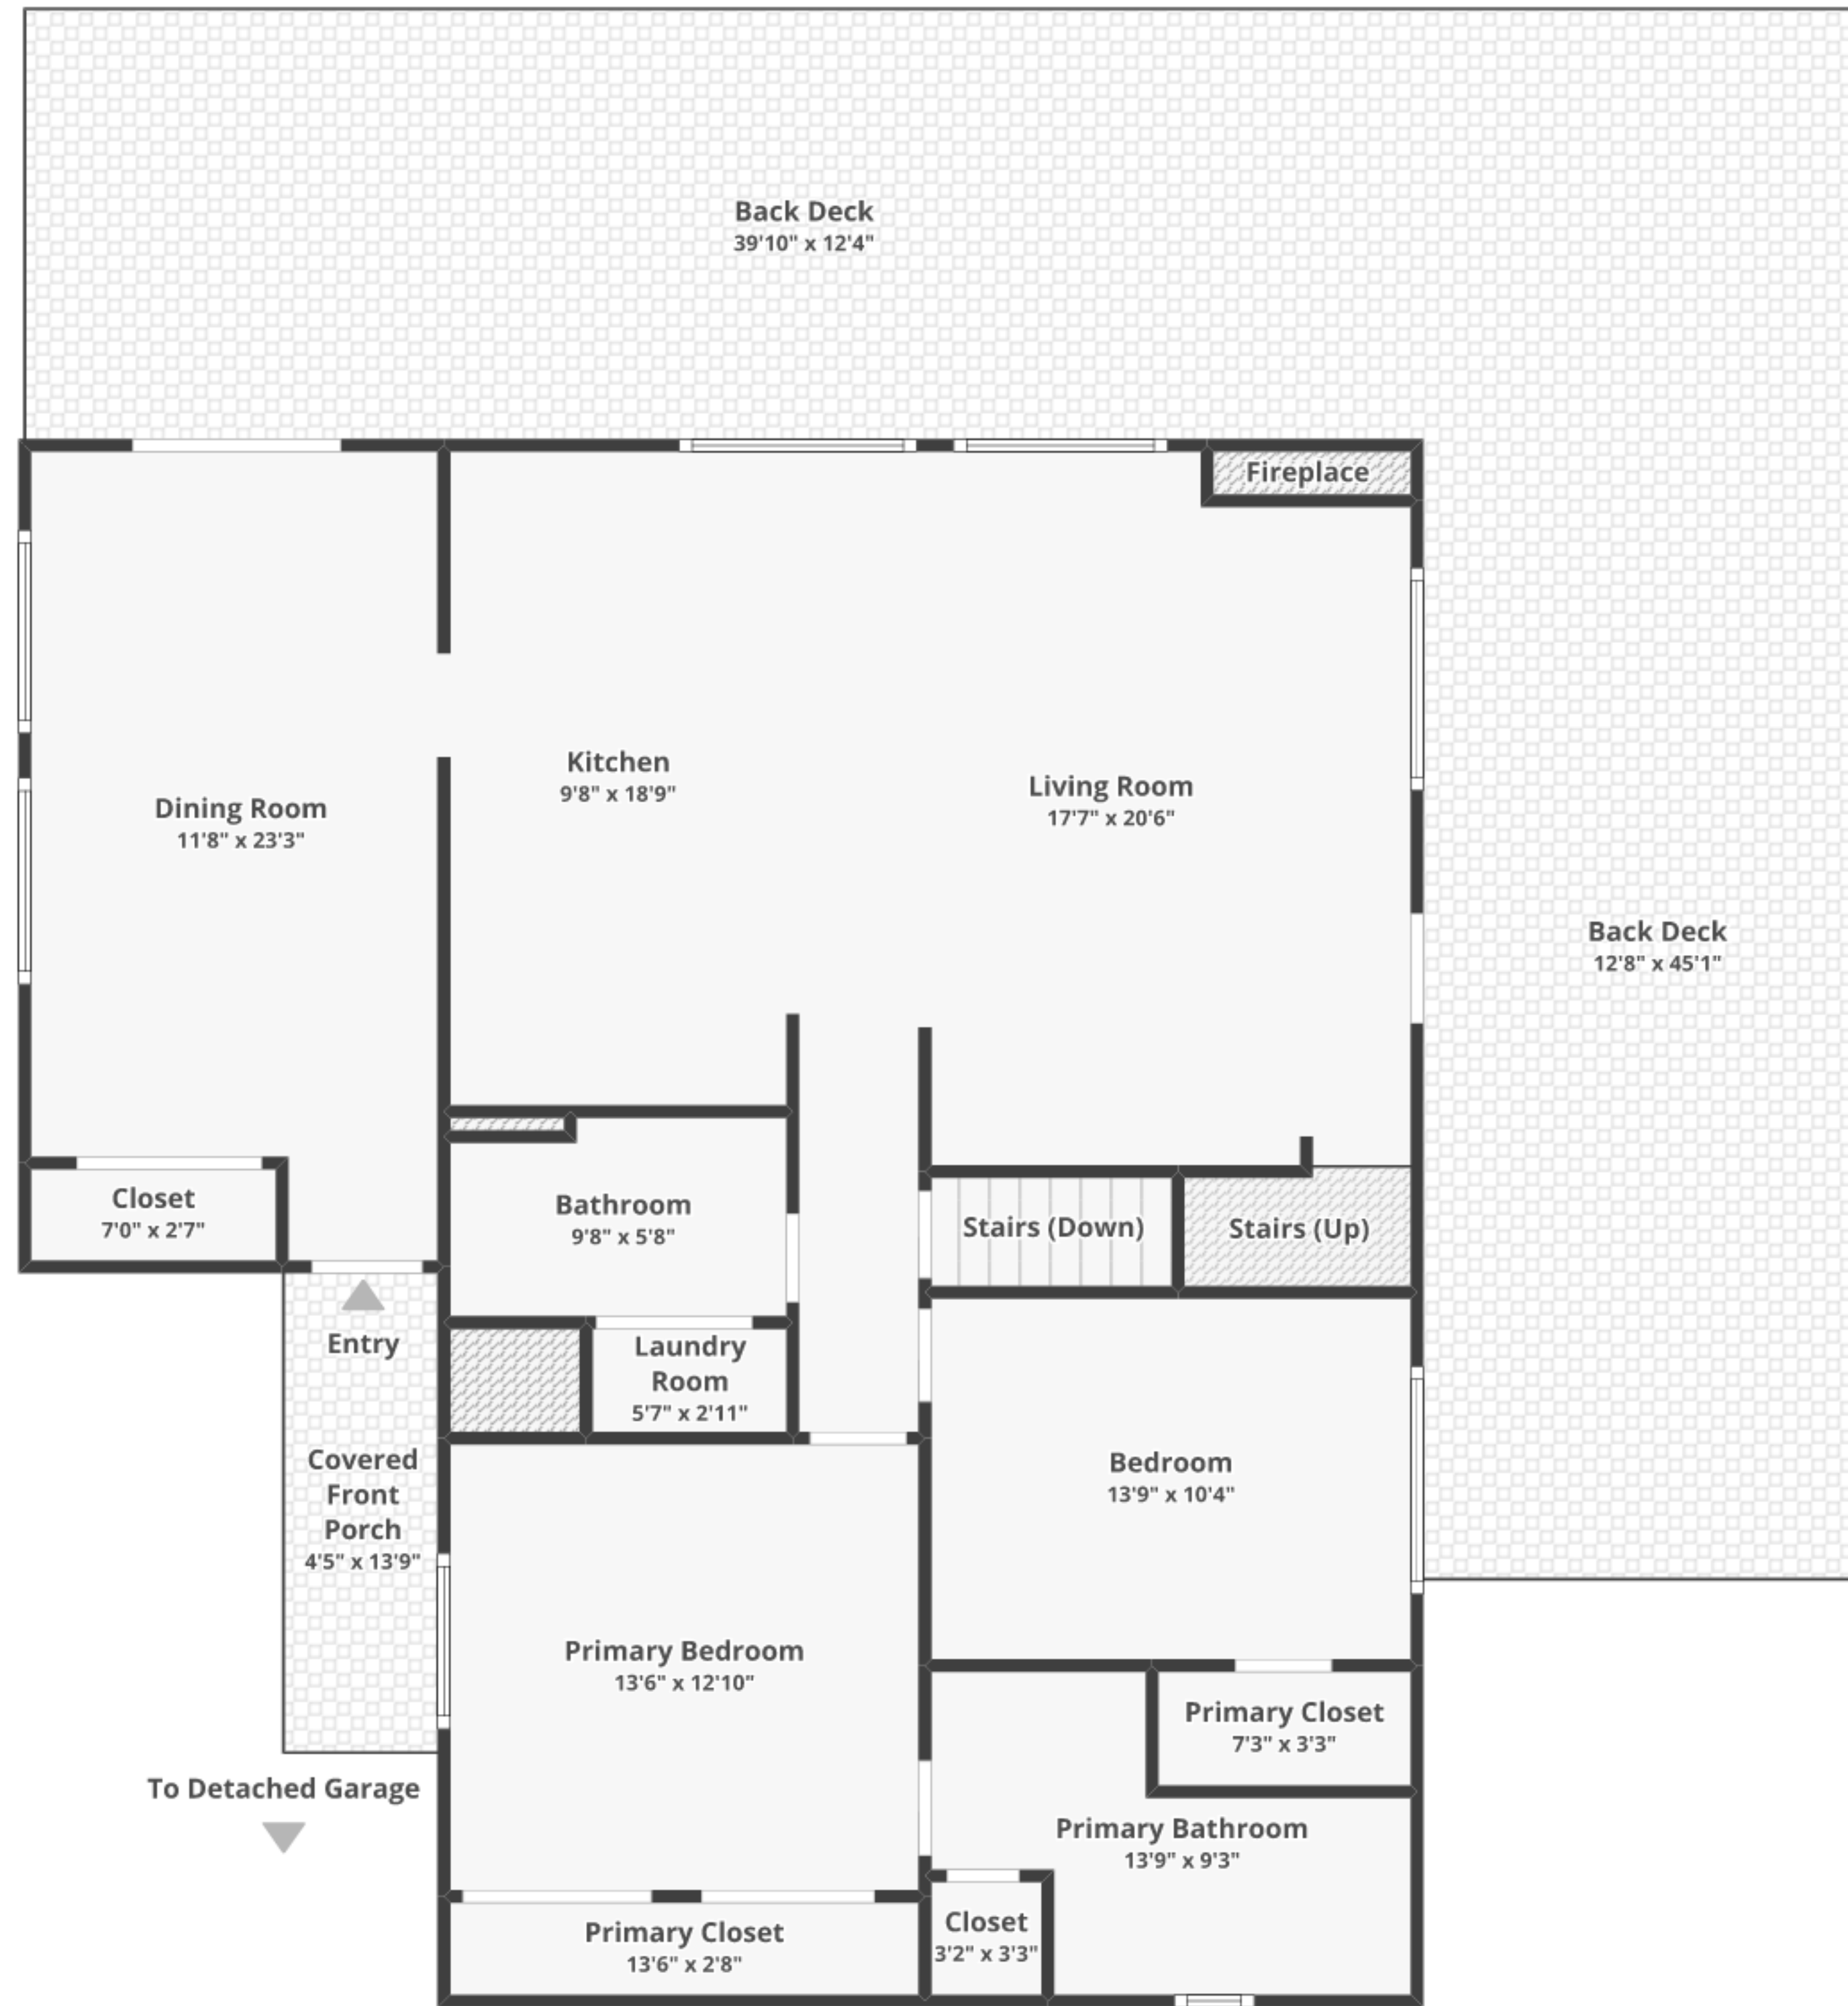 Back Deck
39'10" x 12'4"
Fireplace
Kitchen
9'8" x 18'9"
Living Room
17'7" x 20'6"
Dining Room
11'8" x 23'3"
Back Deck
12'8" x 45'1"
Closet
7'0" x 2'7"
Bathroom
9'8" x 5'8"
Stairs (Down)
Stairs (Up)
Entry
Laundry
Room
5'7" x 2'11"
Covered
Front
Porch
4'5" x 13'9"
Bedroom
13'9" x 10'4"
Primary Bedroom
13'6" x 12'10"
Primary Closet
7'3" x 3'3"
To Detached Garage
Primary Bathroom
13'9" x 9'3"
Primary Closet
13'6" x 2'8"
Closet
3'2" x 3'3"